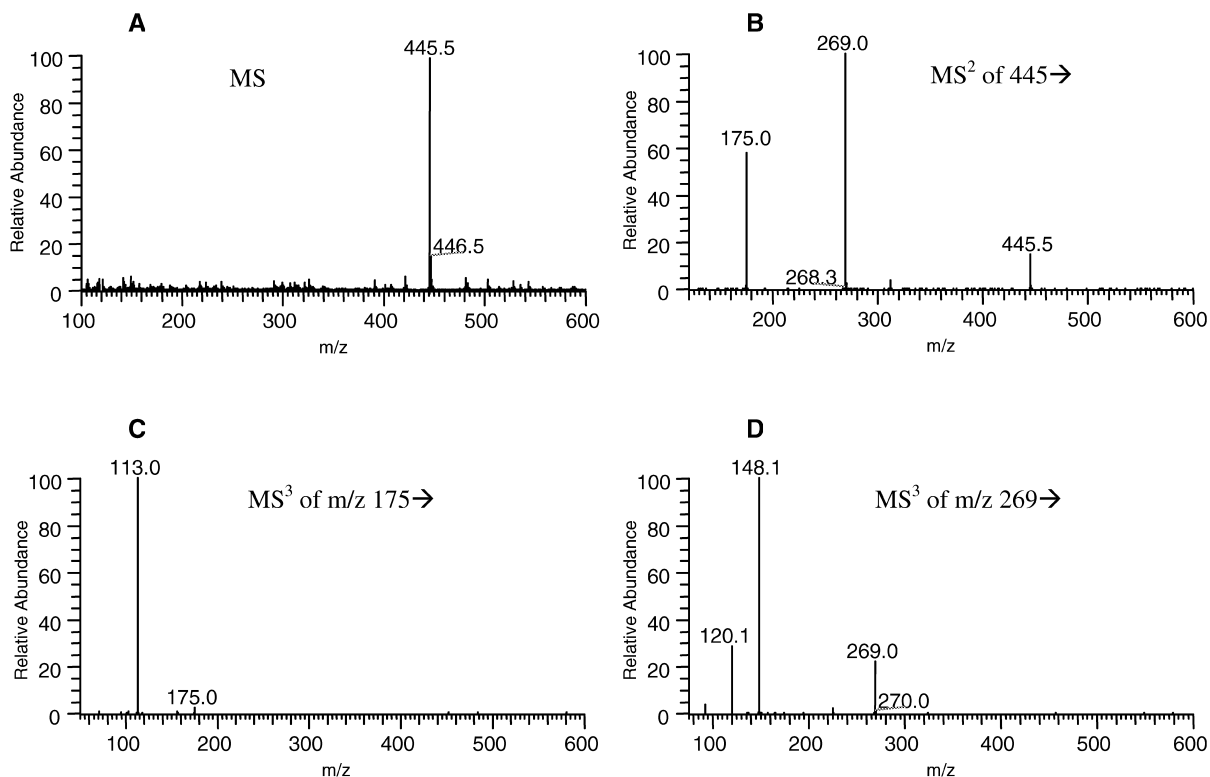 A
MS
445.5
446.5
100
80
60
40
20
0
Relative Abundance
100 200 300 400 500 600
m/z
B
MS2 of 445→
269.0
175.0
268.3
445.5
100
80
60
40
20
0
Relative Abundance
200 300 400 500 600
m/z
C
MS3 of m/z 175→
113.0
175.0
100
80
60
40
20
0
Relative Abundance
100 200 300 400 500 600
m/z
D
MS3 of m/z 269→
148.1
120.1
269.0
270.0
100
80
60
40
20
0
Relative Abundance
100 200 300 400 500 600
m/z